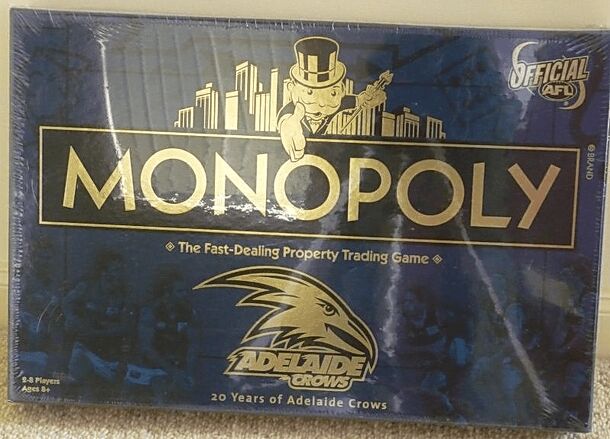 OFFICIAL
AFL
MONOPOLY
® BRAND
The Fast-Dealing Property Trading Game
ADELAIDE
CROWS
2-8 Players
Ages 8+
20 Years of Adelaide Crows